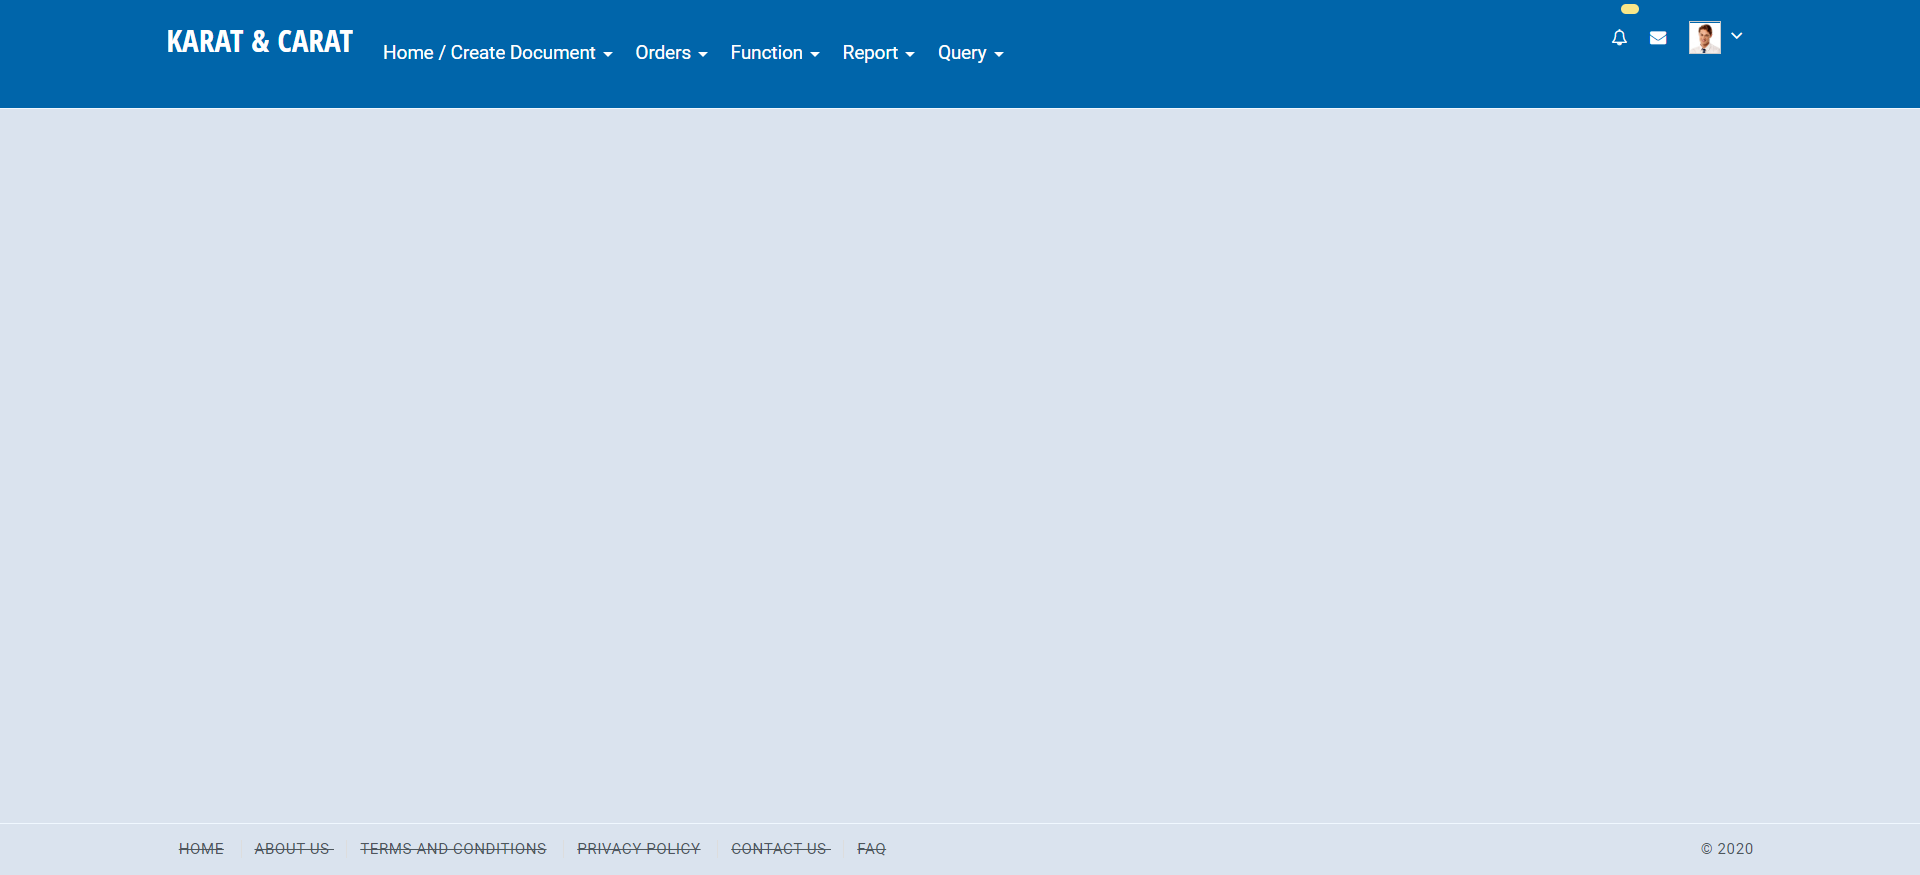 KARAT & CARAT
Home / Create Document Orders Function Report Query
HOME ABOUT US TERMS AND CONDITIONS PRIVACY POLICY CONTACT US FAQ © 2020